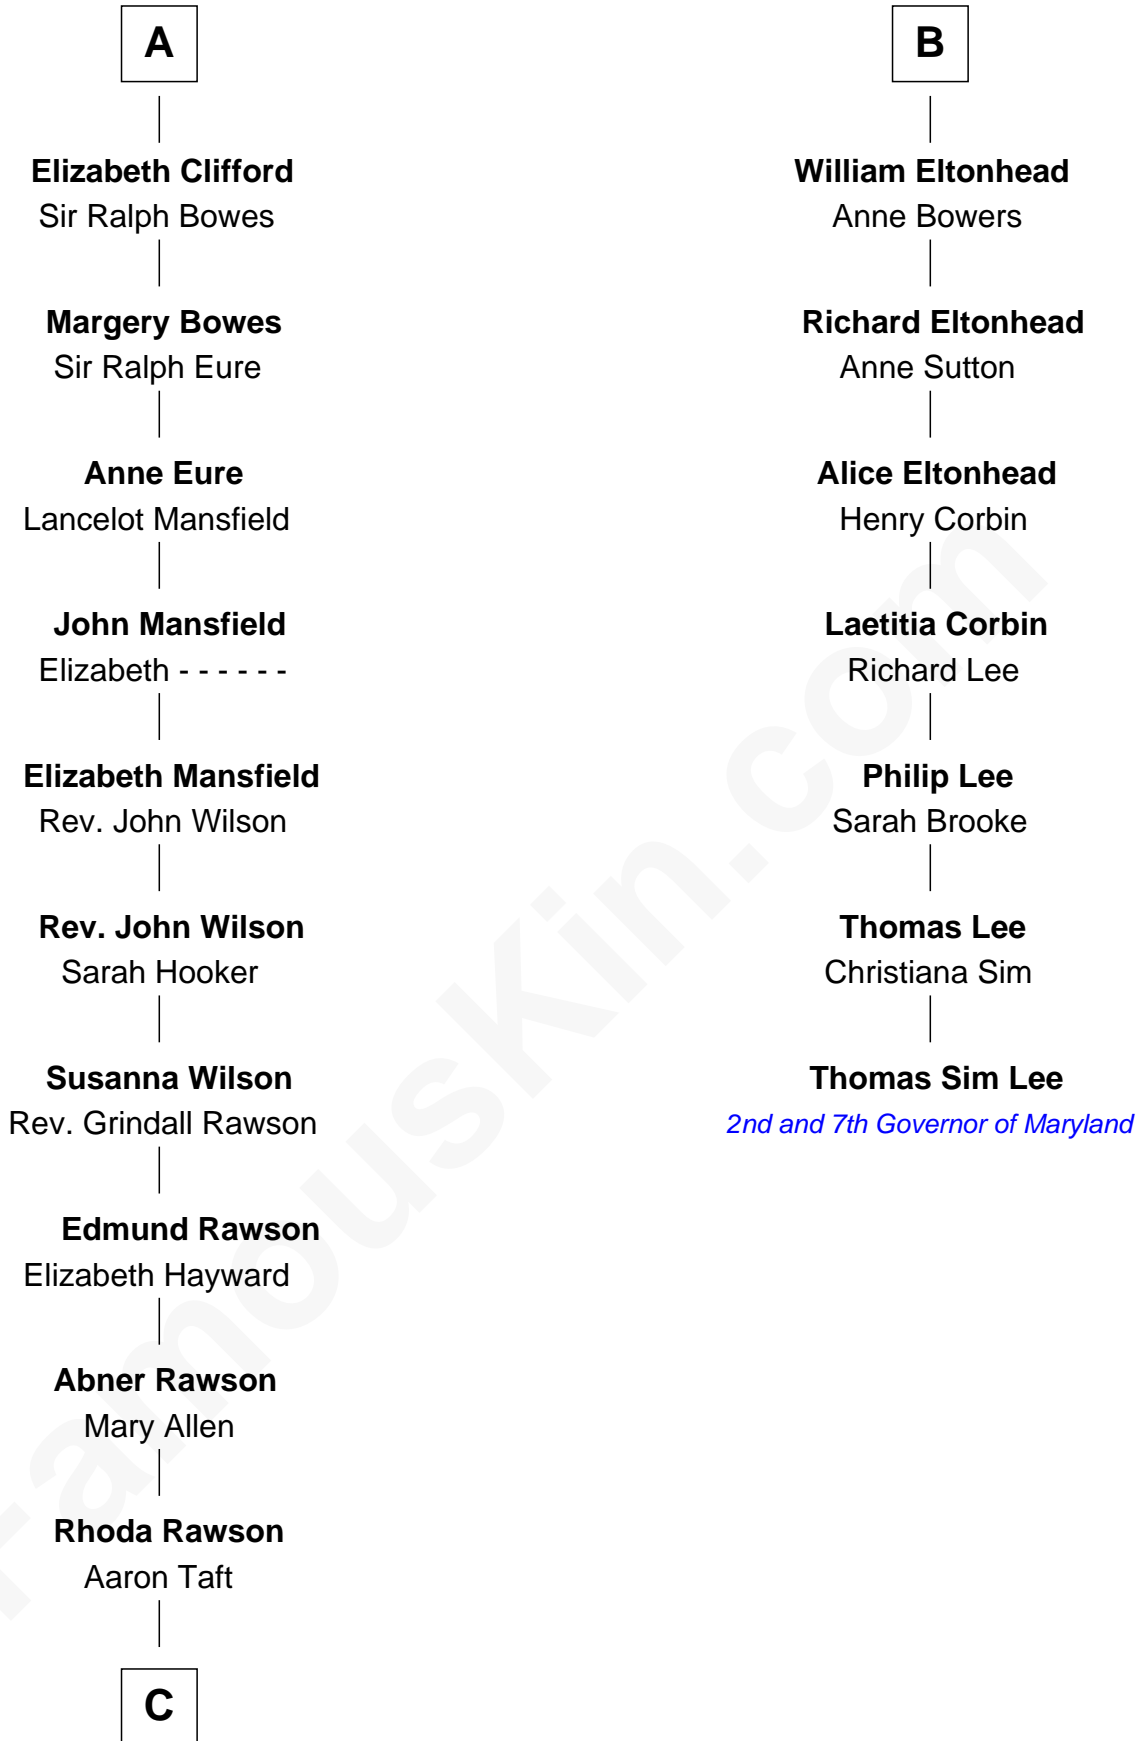 A
Elizabeth Clifford
Sir Ralph Bowes
Margery Bowes
Sir Ralph Eure
Anne Eure
Lancelot Mansfield
John Mansfield
Elizabeth - - - - - -
Elizabeth Mansfield
Rev. John Wilson
Rev. John Wilson
Sarah Hooker
Susanna Wilson
Rev. Grindall Rawson
Edmund Rawson
Elizabeth Hayward
Abner Rawson
Mary Allen
Rhoda Rawson
Aaron Taft
C
B
William Eltonhead
Anne Bowers
Richard Eltonhead
Anne Sutton
Alice Eltonhead
Henry Corbin
Laetitia Corbin
Richard Lee
Philip Lee
Sarah Brooke
Thomas Lee
Christiana Sim
Thomas Sim Lee
2nd and 7th Governor of Maryland
FamousKin.com